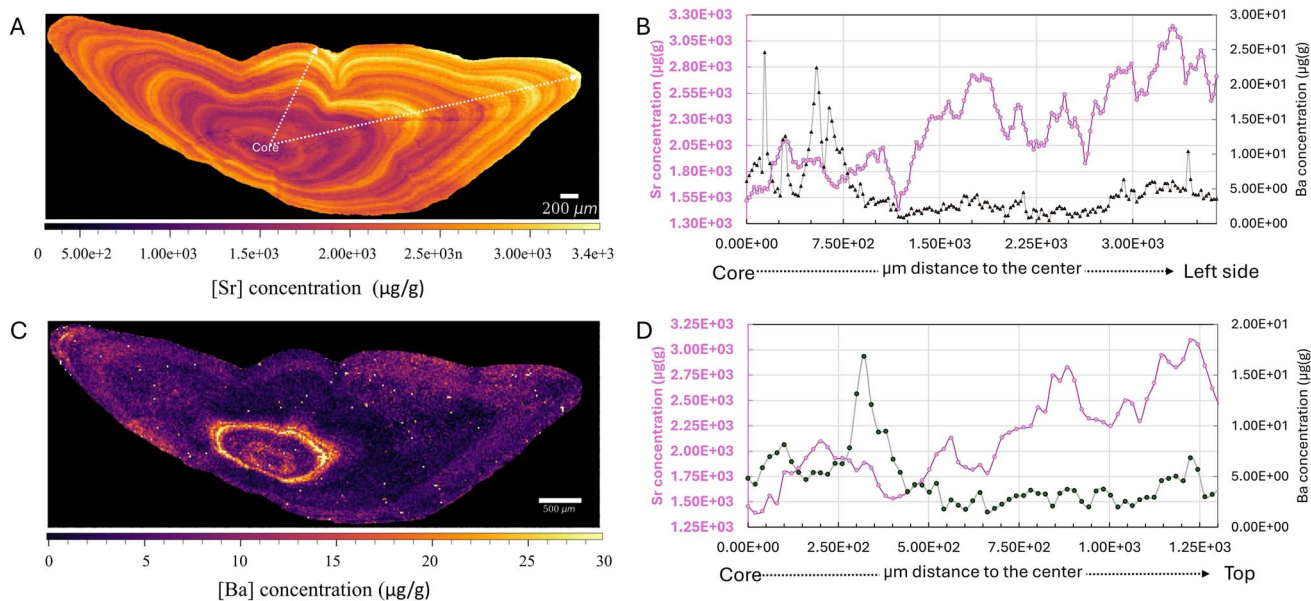 A
Core
200 μm
0 5.00e+2 1.00e+3 1.5e+3 2.00e+3 2.5e+03n 3.00e+3 3.4e+3
[Sr] concentration (μg/g)
B
Sr concentration (μg(g)
3.30E+03
3.05E+03
2.80E+03
2.55E+03
2.30E+03
2.05E+03
1.80E+03
1.55E+03
1.30E+03
3.00E+01
2.50E+01
2.00E+01
1.50E+01
1.00E+01
5.00E+00
0.00E+00
Ba concentration (μg(g)
0.00E+00 7.50E+02 1.50E+03 2.25E+03 3.00E+03
Core μm distance to the center Left side
C
500 μm
0 5 10 15 20 25 30
[Ba] concentration (μg/g)
D
Sr concentration (μg(g)
3.25E+03
3.00E+03
2.75E+03
2.50E+03
2.25E+03
2.00E+03
1.75E+03
1.50E+03
1.25E+03
2.00E+01
1.50E+01
1.00E+01
5.00E+00
0.00E+00
Ba concentration (μg(g)
0.00E+00 2.50E+02 5.00E+02 7.50E+02 1.00E+03 1.25E+03
Core μm distance to the center Top